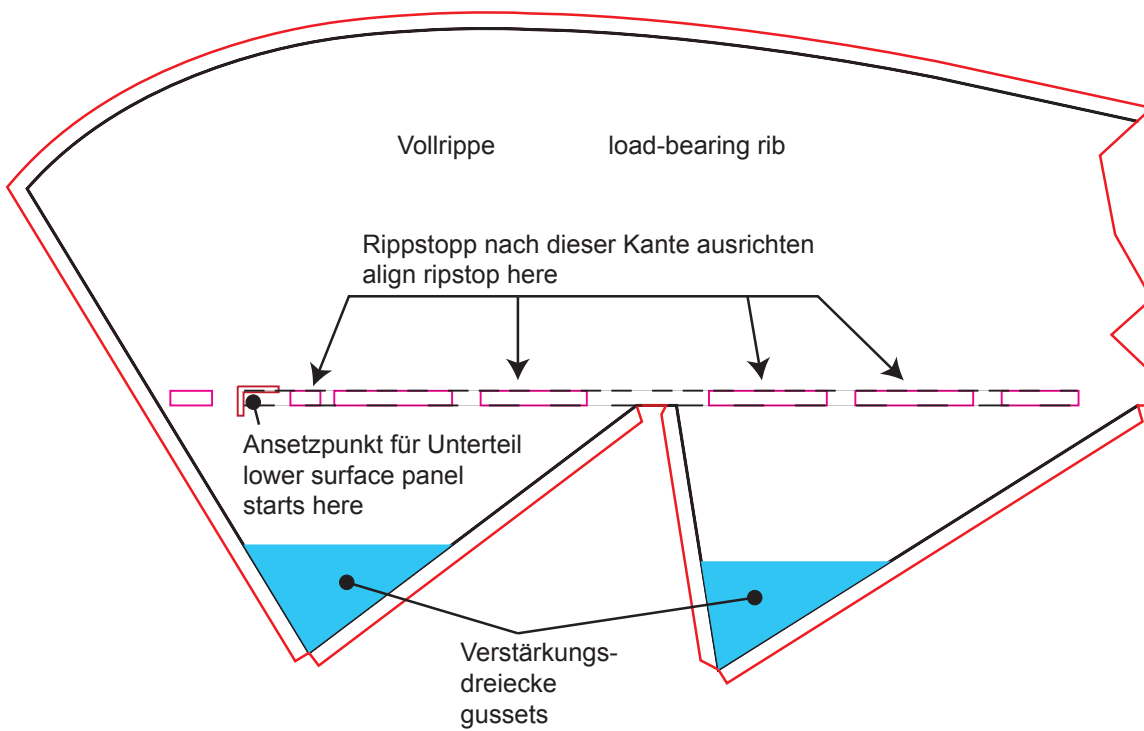 Vollrippe load-bearing rib
Rippstopp nach dieser Kante ausrichten
align ripstop here
Ansetzpunkt für Unterteil
lower surface panel
starts here
Verstärkungs-
dreiecke
gussets